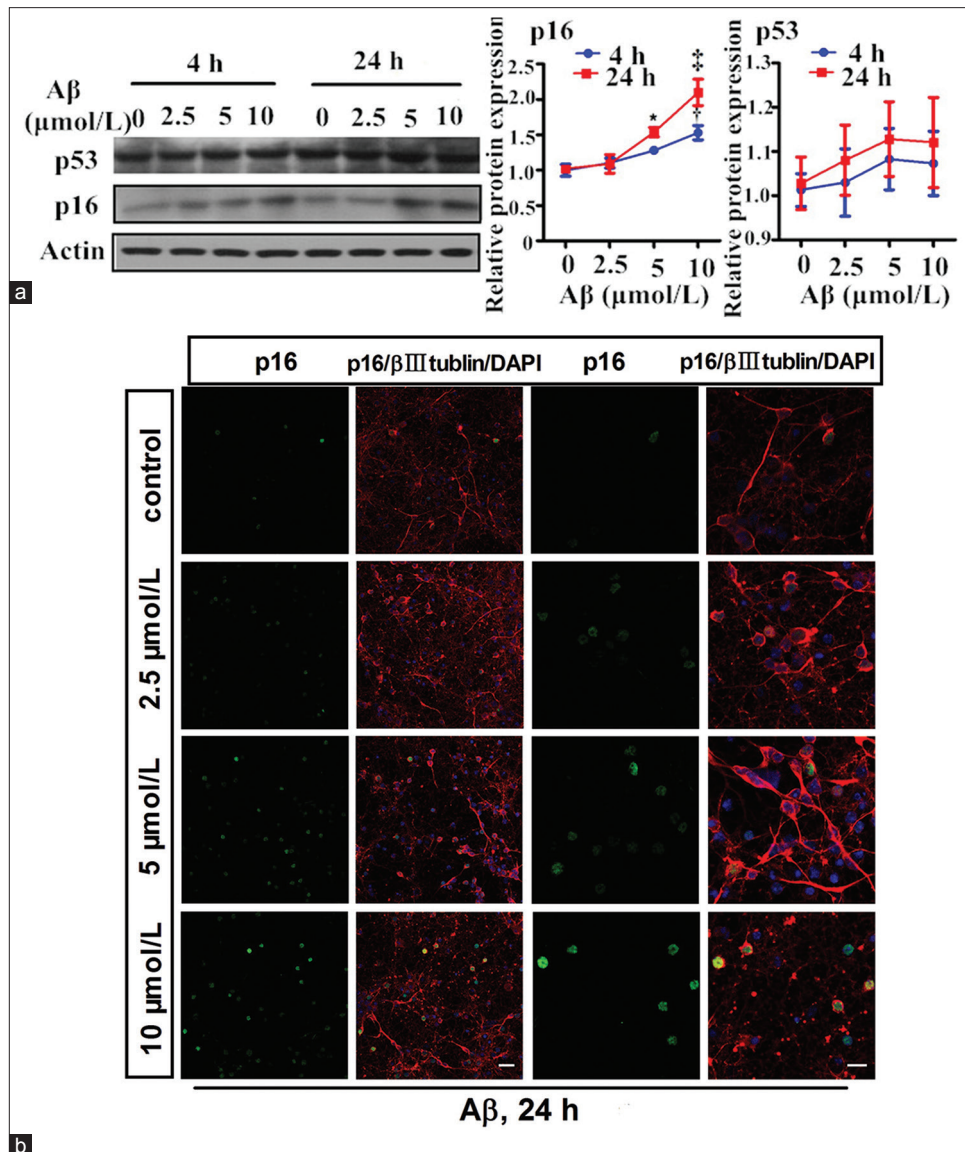 4 h 24 h
Aβ
(μmol/L) 0 2.5 5 10 0 2.5 5 10
p53
p16
Actin
a
p16
4 h
24 h
Relative protein expression
2.5
2.0
1.5
1.0
0.5
0
* ‡ †
0 2.5 5 10
Aβ (μmol/L)
p53
4 h
24 h
Relative protein expression
1.3
1.2
1.1
1.0
0.9
0 2.5 5 10
Aβ (μmol/L)
p16 p16/βⅢ tublin/DAPI p16 p16/βⅢ tublin/DAPI
control
2.5 μmol/L
5 μmol/L
10 μmol/L
Aβ, 24 h
b